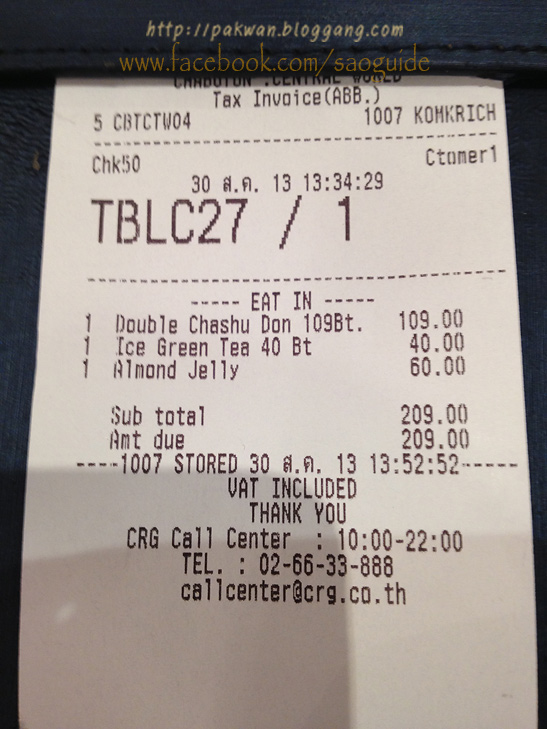 http://pakwan.bloggang.com
www.facebook.com/saoguide
CHABUTON .CENTRAL WORLD
Tax Invoice(ABB.)
5 CBTCTW04 1007 KOMKRICH
Chk50 Ctomer1
30 ส.ค. 13 13:34:29
TBLC27 / 1
----- EAT IN -----
1 Double Chashu Don 109Bt. 109.00
1 Ice Green Tea 40 Bt 40.00
1 Almond Jelly 60.00
Sub total 209.00
Amt due 209.00
----1007 STORED 30 ส.ค. 13 13:52:52------
VAT INCLUDED
THANK YOU
CRG Call Center : 10:00-22:00
TEL. : 02-66-33-888
callcenter@crg.co.th